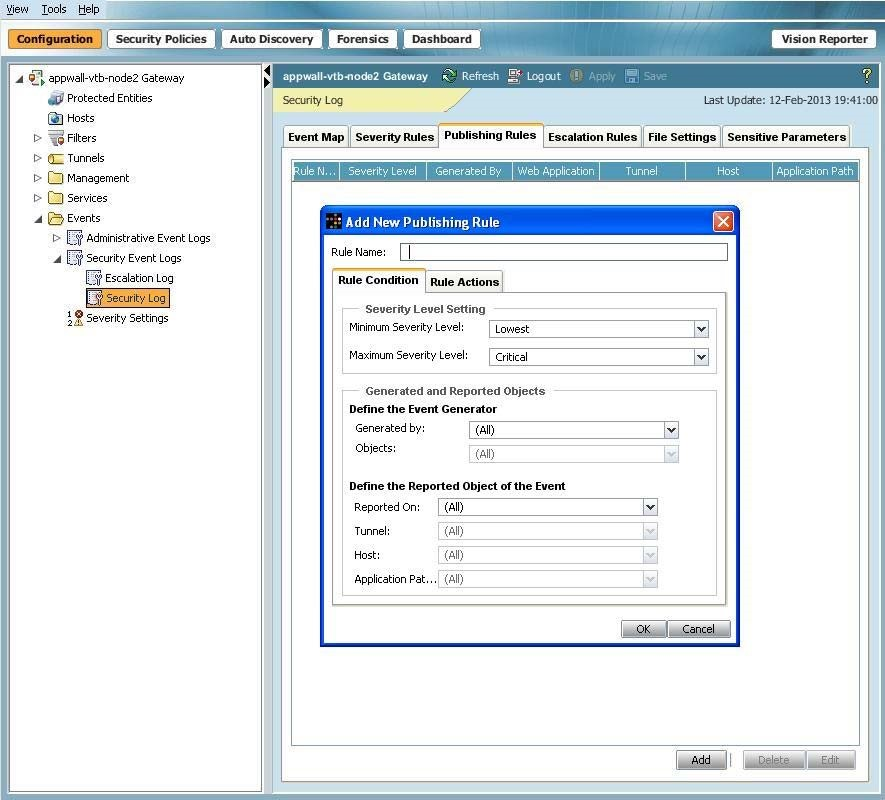 View Tools Help
Configuration Security Policies Auto Discovery Forensics Dashboard Vision Reporter
appwall-vtb-node2 Gateway
Protected Entities
Hosts
Filters
Tunnels
Management
Services
Events
Administrative Event Logs
Security Event Logs
Escalation Log
Security Log
1
2
Severity Settings
appwall-vtb-node2 Gateway Refresh Logout Apply Save ?
Security Log
Last Update: 12-Feb-2013 19:41:00
Event Map Severity Rules Publishing Rules Escalation Rules File Settings Sensitive Parameters
Rule N... Severity Level Generated By Web Application Tunnel Host Application Path
Add New Publishing Rule
Rule Name:
Rule Condition Rule Actions
Severity Level Setting
Minimum Severity Level: Lowest
Maximum Severity Level: Critical
Generated and Reported Objects
Define the Event Generator
Generated by: (All)
Objects: (All)
Define the Reported Object of the Event
Reported On: (All)
Tunnel: (All)
Host: (All)
Application Pat... (All)
OK Cancel
Add Delete Edit